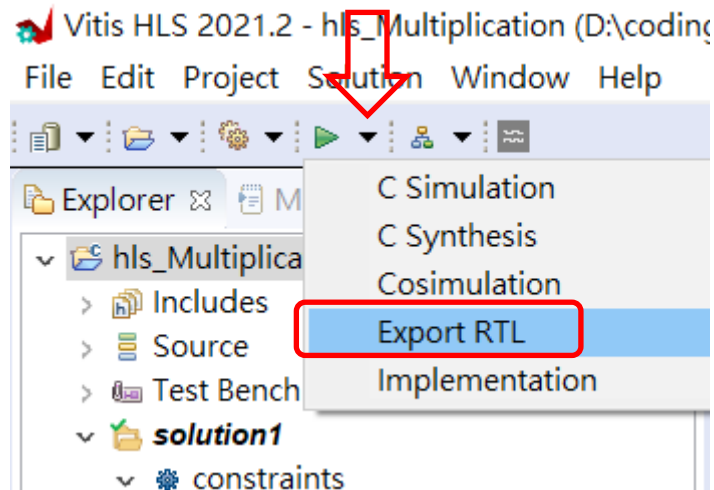 Vitis HLS 2021.2 - hls_Multiplication (D:\coding
File Edit Project Solution Window Help
Explorer M
C Simulation
C Synthesis
Cosimulation
Export RTL
Implementation
hls_Multiplica
Includes
Source
Test Bench
solution1
constraints